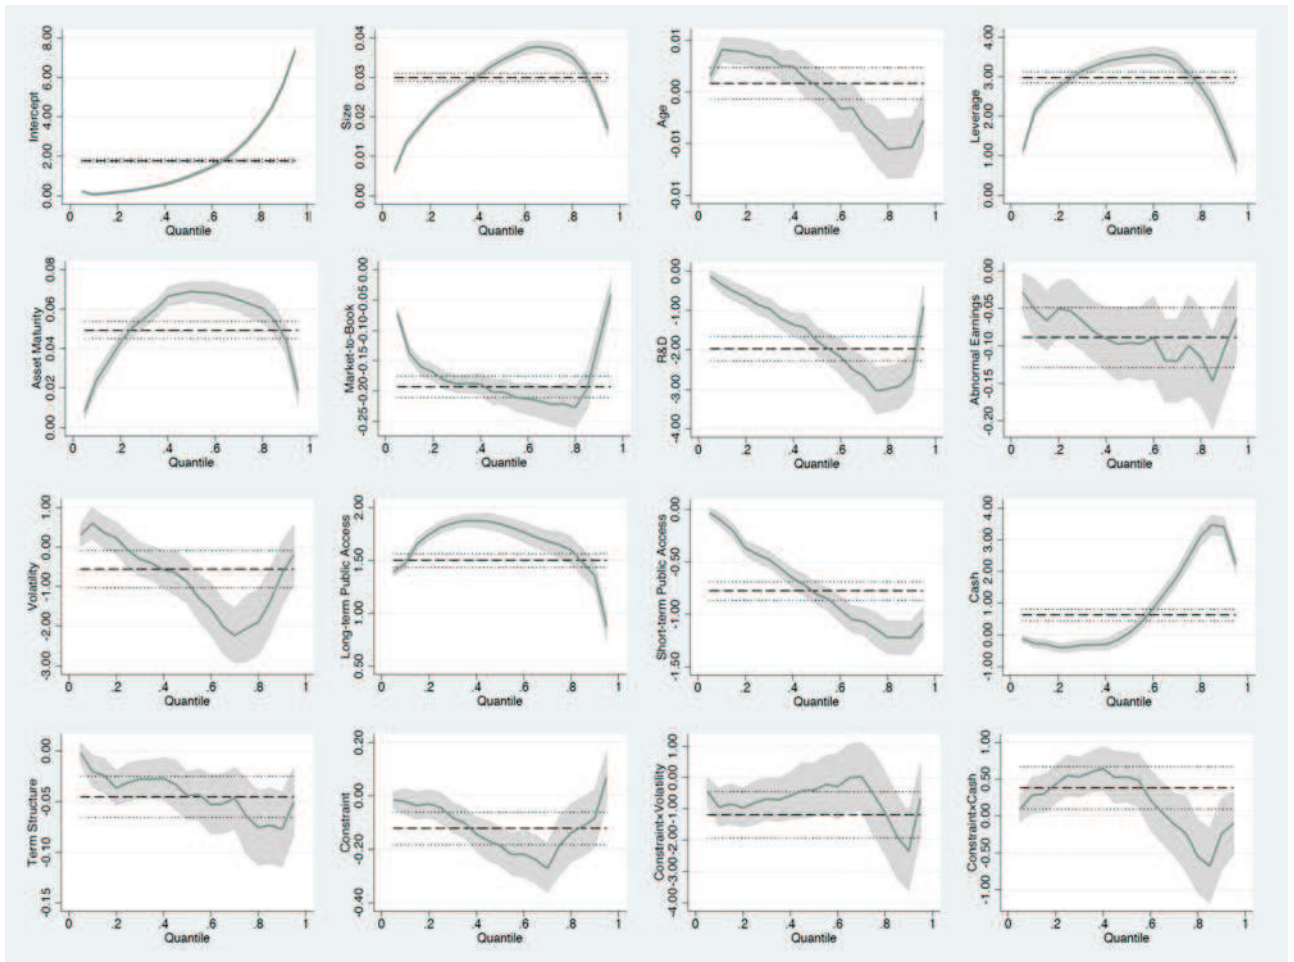 Intercept
0.00 2.00 4.00 6.00 8.00
0 .2 .4 .6 .8 1
Quantile
Size
0.00 0.01 0.02 0.03 0.04
0 .2 .4 .6 .8 1
Quantile
Age
-0.01 -0.01 0.00 0.01
0 .2 .4 .6 .8 1
Quantile
Leverage
0.00 1.00 2.00 3.00 4.00
0 .2 .4 .6 .8 1
Quantile
Asset Maturity
0.00 0.02 0.04 0.06 0.08
0 .2 .4 .6 .8 1
Quantile
Market-to-Book
-0.25 -0.20 -0.15 -0.10 -0.05 0.00
0 .2 .4 .6 .8 1
Quantile
R&D
-4.00 -3.00 -2.00 -1.00 0.00
0 .2 .4 .6 .8 1
Quantile
Abnormal Earnings
-0.20 -0.15 -0.10 -0.05 0.00
0 .2 .4 .6 .8 1
Quantile
Volatility
-3.00 -2.00 -1.00 0.00 1.00
0 .2 .4 .6 .8 1
Quantile
Long-term Public Access
0.50 1.00 1.50 2.00
0 .2 .4 .6 .8 1
Quantile
Short-term Public Access
-1.50 -1.00 -0.50 0.00
0 .2 .4 .6 .8 1
Quantile
Cash
-1.00 0.00 1.00 2.00 3.00 4.00
0 .2 .4 .6 .8 1
Quantile
Term Structure
-0.15 -0.10 -0.05 0.00
0 .2 .4 .6 .8 1
Quantile
Constraint
-0.40 -0.20 0.00 0.20
0 .2 .4 .6 .8 1
Quantile
ConstraintxVolatility
-4.00 -3.00 -2.00 -1.00 0.00 1.00
0 .2 .4 .6 .8 1
Quantile
ConstraintxCash
-1.00 -0.50 0.00 0.50 1.00
0 .2 .4 .6 .8 1
Quantile